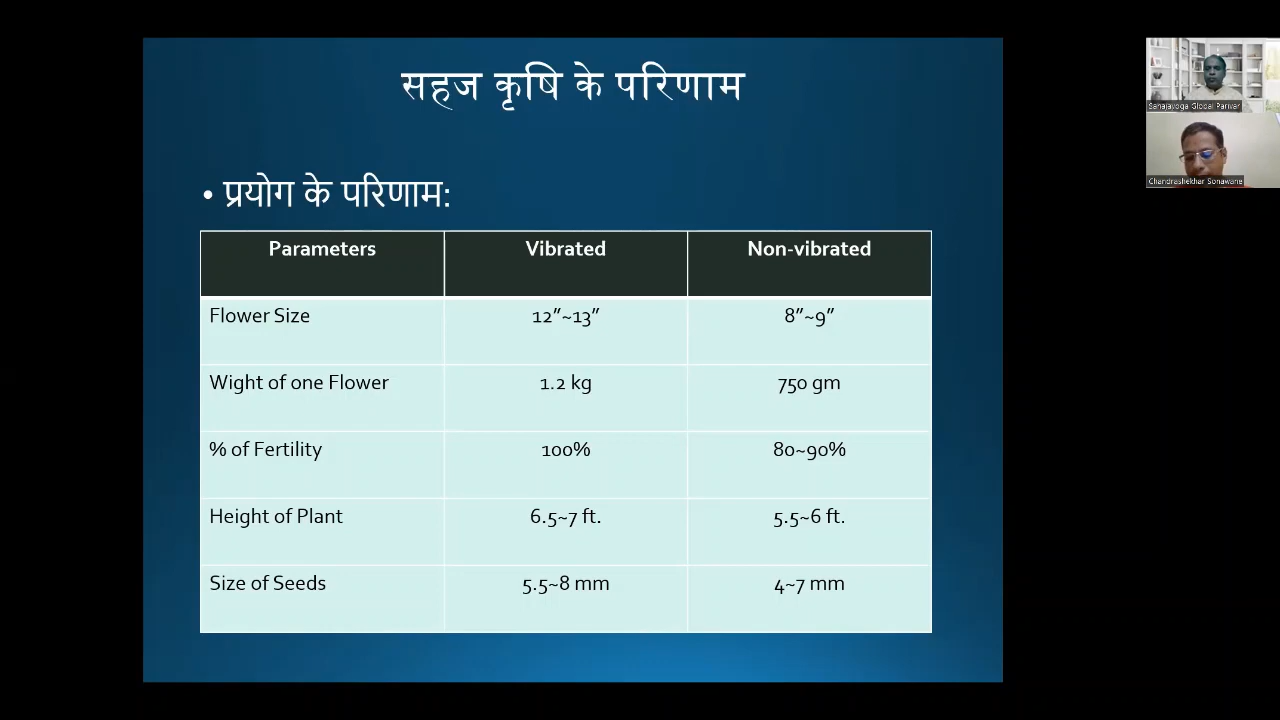 सहज कृषि के परिणाम
• प्रयोग के परिणाम:
Parameters Vibrated Non-vibrated
Flower Size 12”~13” 8”~9”
Wight of one Flower 1.2 kg 750 gm
% of Fertility 100% 80~90%
Height of Plant 6.5~7 ft. 5.5~6 ft.
Size of Seeds 5.5~8 mm 4~7 mm
Sahajayoga Global Parivar
Chandrashekhar Sonawane